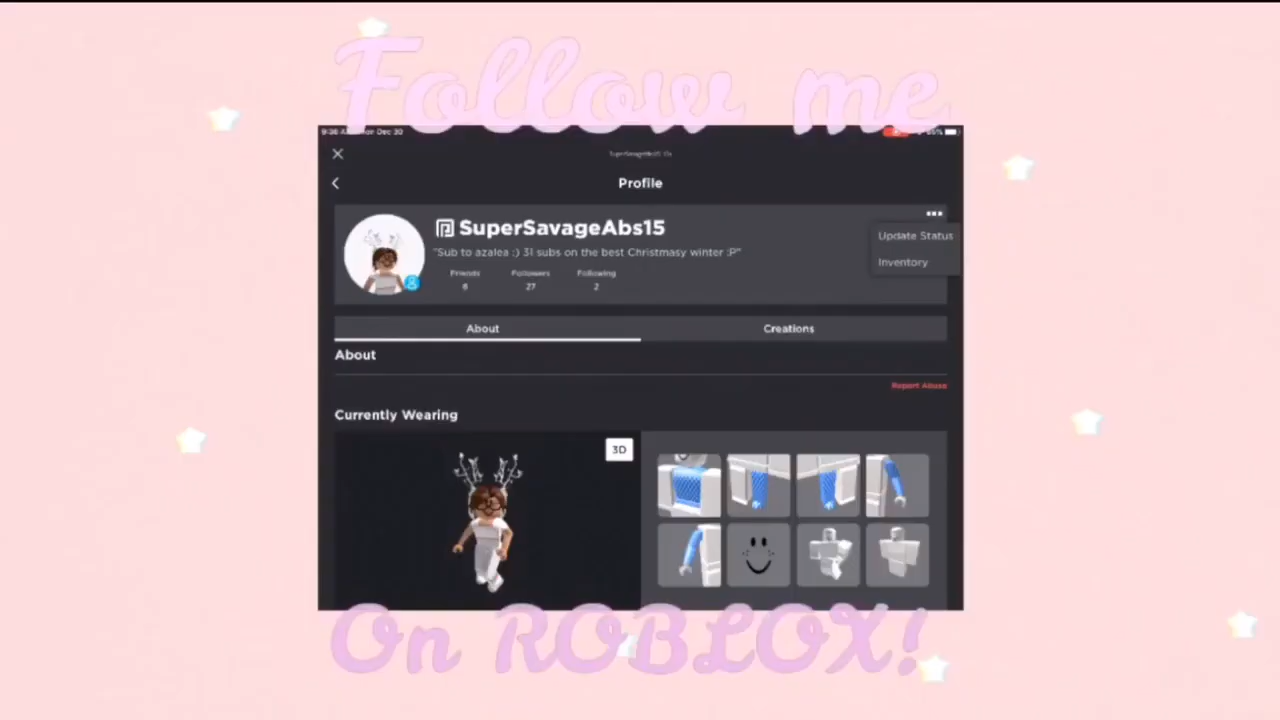 Follow me
Profile
SuperSavageAbs15
"Sub to azalea :) 31 subs on the best Christmasy winter :P"
Update Status
Inventory
Friends Followers Following
6 27 2
About Creations
About
Report Abuse
Currently Wearing
3D
On ROBLOX!